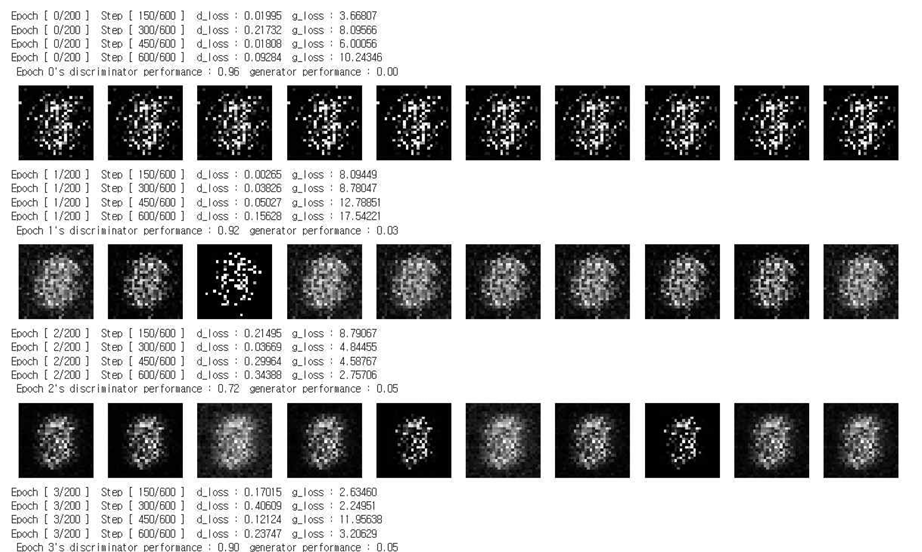 Epoch [ 0/200 ] Step [ 150/600 ] d_loss : 0.01995 g_loss : 3.66807
Epoch [ 0/200 ] Step [ 300/600 ] d_loss : 0.21732 g_loss : 8.09566
Epoch [ 0/200 ] Step [ 450/600 ] d_loss : 0.01808 g_loss : 6.00056
Epoch [ 0/200 ] Step [ 600/600 ] d_loss : 0.09284 g_loss : 10.24346
Epoch 0's discriminator performance : 0.96 generator performance : 0.00
Epoch [ 1/200 ] Step [ 150/600 ] d_loss : 0.00265 g_loss : 8.09449
Epoch [ 1/200 ] Step [ 300/600 ] d_loss : 0.03826 g_loss : 8.78047
Epoch [ 1/200 ] Step [ 450/600 ] d_loss : 0.05027 g_loss : 12.78851
Epoch [ 1/200 ] Step [ 600/600 ] d_loss : 0.15628 g_loss : 17.54221
Epoch 1's discriminator performance : 0.92 generator performance : 0.03
Epoch [ 2/200 ] Step [ 150/600 ] d_loss : 0.21495 g_loss : 8.79067
Epoch [ 2/200 ] Step [ 300/600 ] d_loss : 0.03669 g_loss : 4.84455
Epoch [ 2/200 ] Step [ 450/600 ] d_loss : 0.29964 g_loss : 4.58767
Epoch [ 2/200 ] Step [ 600/600 ] d_loss : 0.34388 g_loss : 2.75706
Epoch 2's discriminator performance : 0.72 generator performance : 0.05
Epoch [ 3/200 ] Step [ 150/600 ] d_loss : 0.17015 g_loss : 2.63460
Epoch [ 3/200 ] Step [ 300/600 ] d_loss : 0.40609 g_loss : 2.24951
Epoch [ 3/200 ] Step [ 450/600 ] d_loss : 0.12124 g_loss : 11.95638
Epoch [ 3/200 ] Step [ 600/600 ] d_loss : 0.23747 g_loss : 3.20629
Epoch 3's discriminator performance : 0.90 generator performance : 0.05